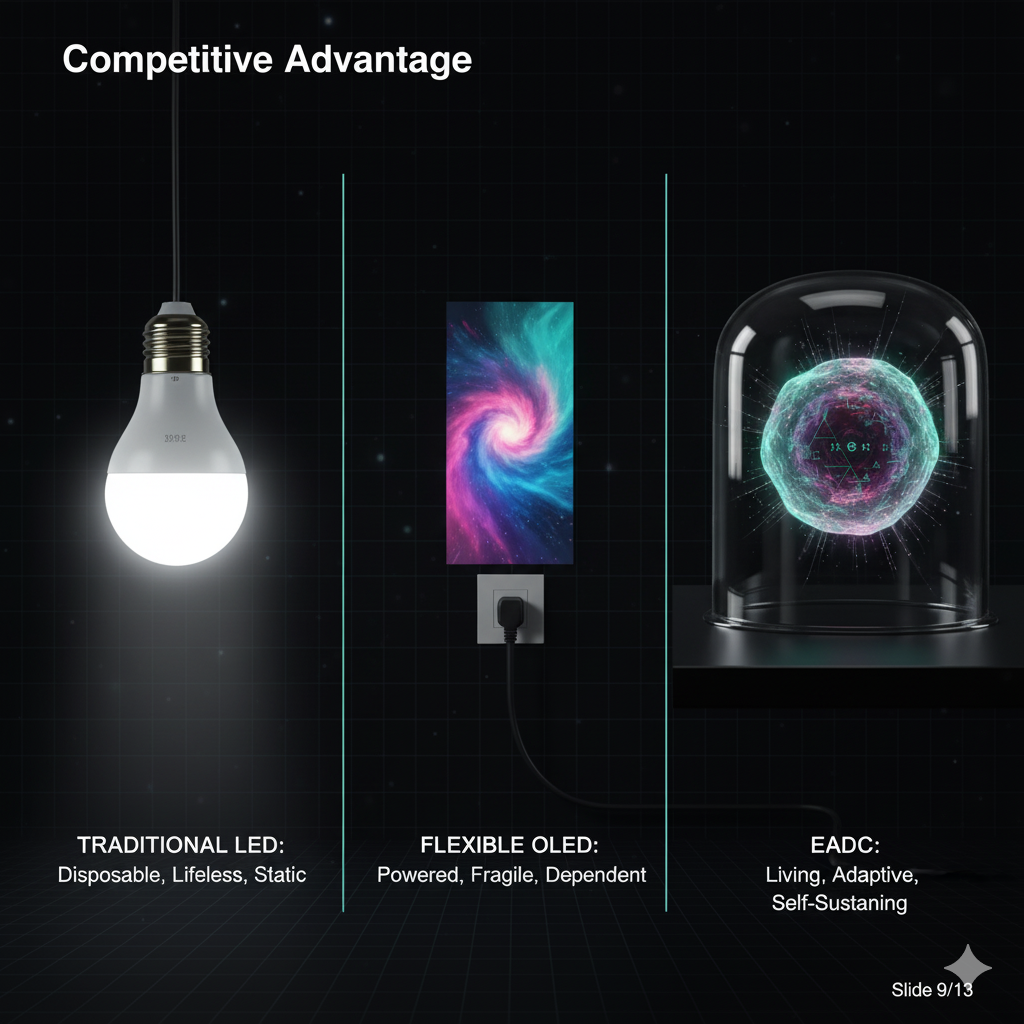 Competitive Advantage
TRADITIONAL LED:
Disposable, Lifeless, Static
FLEXIBLE OLED:
Powered, Fragile, Dependent
EADC:
Living, Adaptive,
Self-Sustaning
Slide 9/13